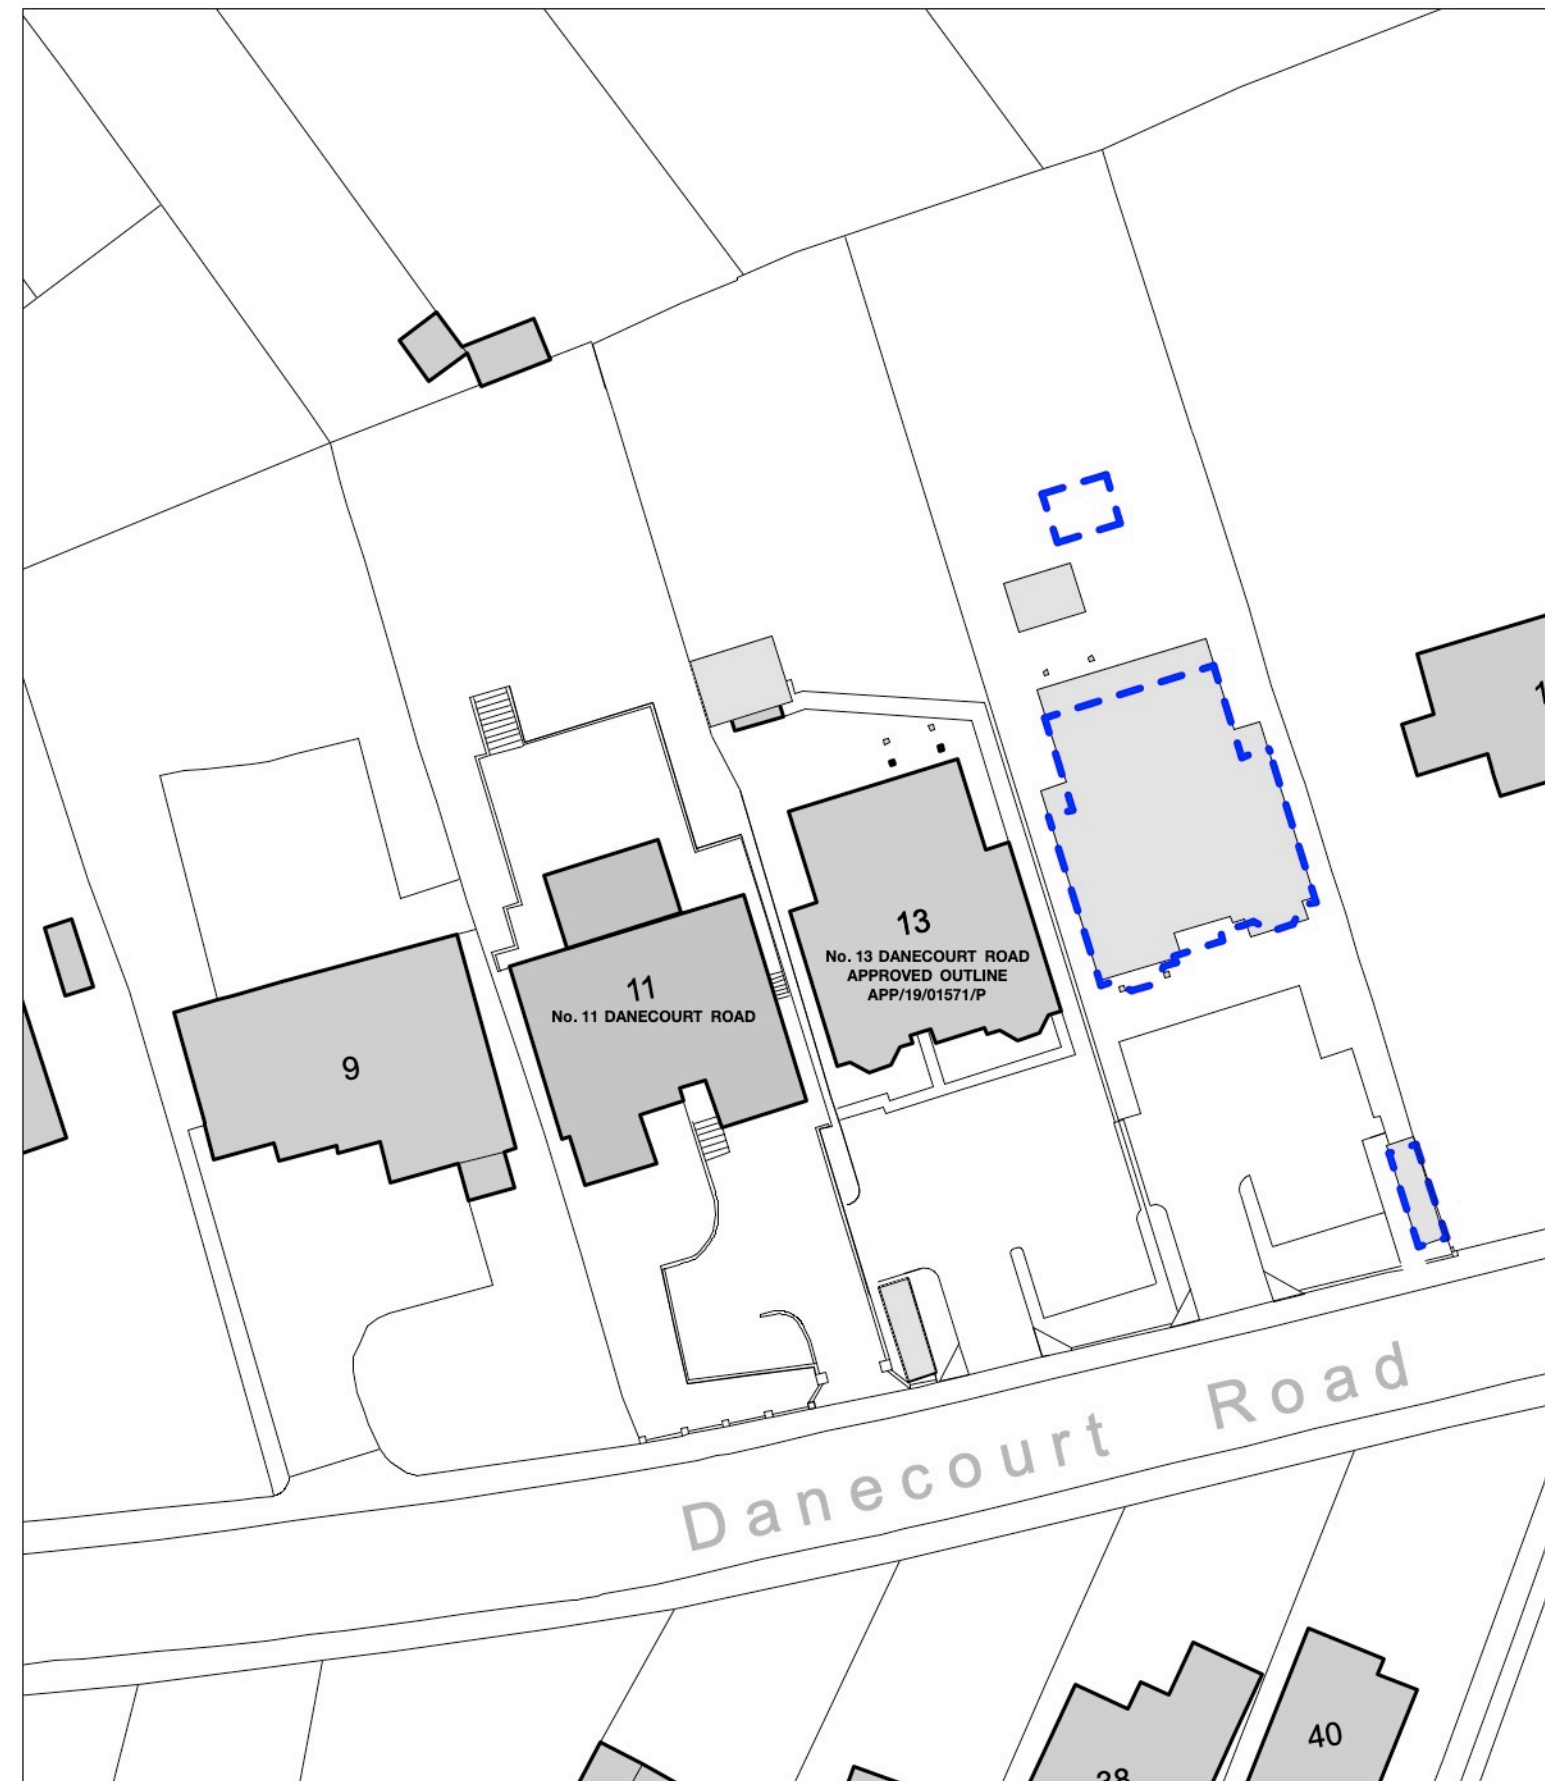 13
No. 13 DANECOURT ROAD
APPROVED OUTLINE
APP/19/01571/P
11
No. 11 DANECOURT ROAD
9
Danecourt Road
40